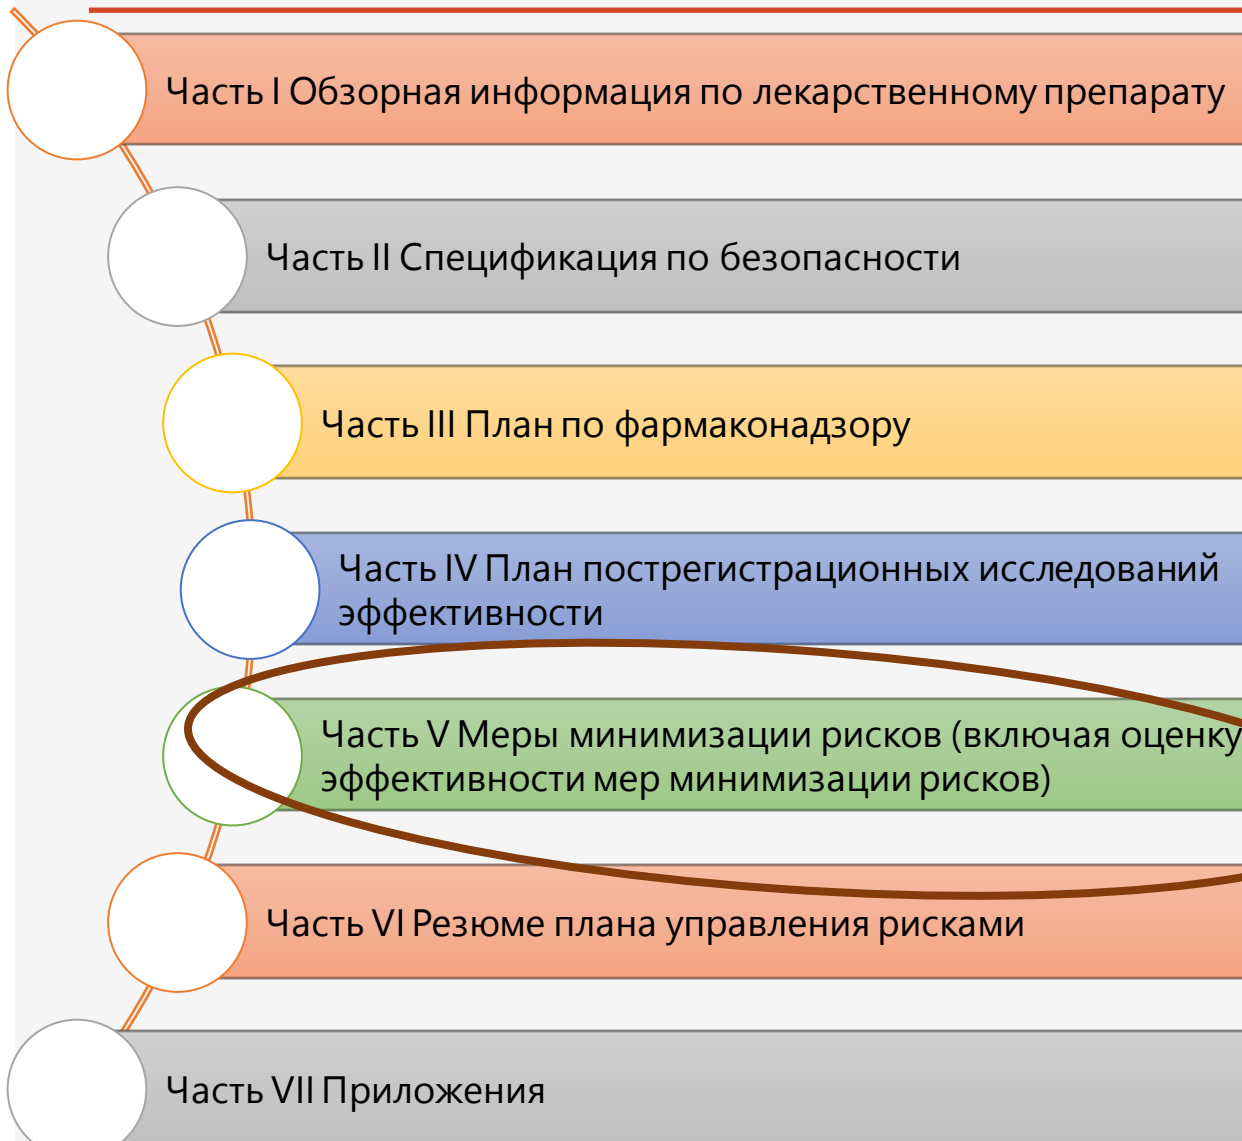 Часть I Обзорная информация по лекарственному препарату
Часть II Спецификация по безопасности
Часть III План по фармаконадзору
Часть IV План пострегистрационных исследований
эффективности
Часть V Меры минимизации рисков (включая оценку
эффективности мер минимизации рисков)
Часть VI Резюме плана управления рисками
Часть VII Приложения